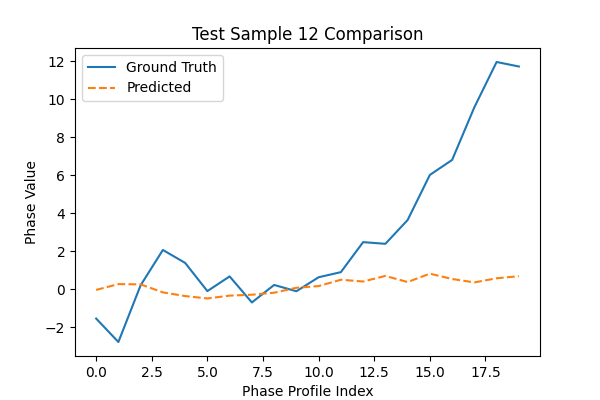 Test Sample 12 Comparison
Ground Truth
Predicted
Phase Value
12
10
8
6
4
2
0
−2
0.0 2.5 5.0 7.5 10.0 12.5 15.0 17.5
Phase Profile Index